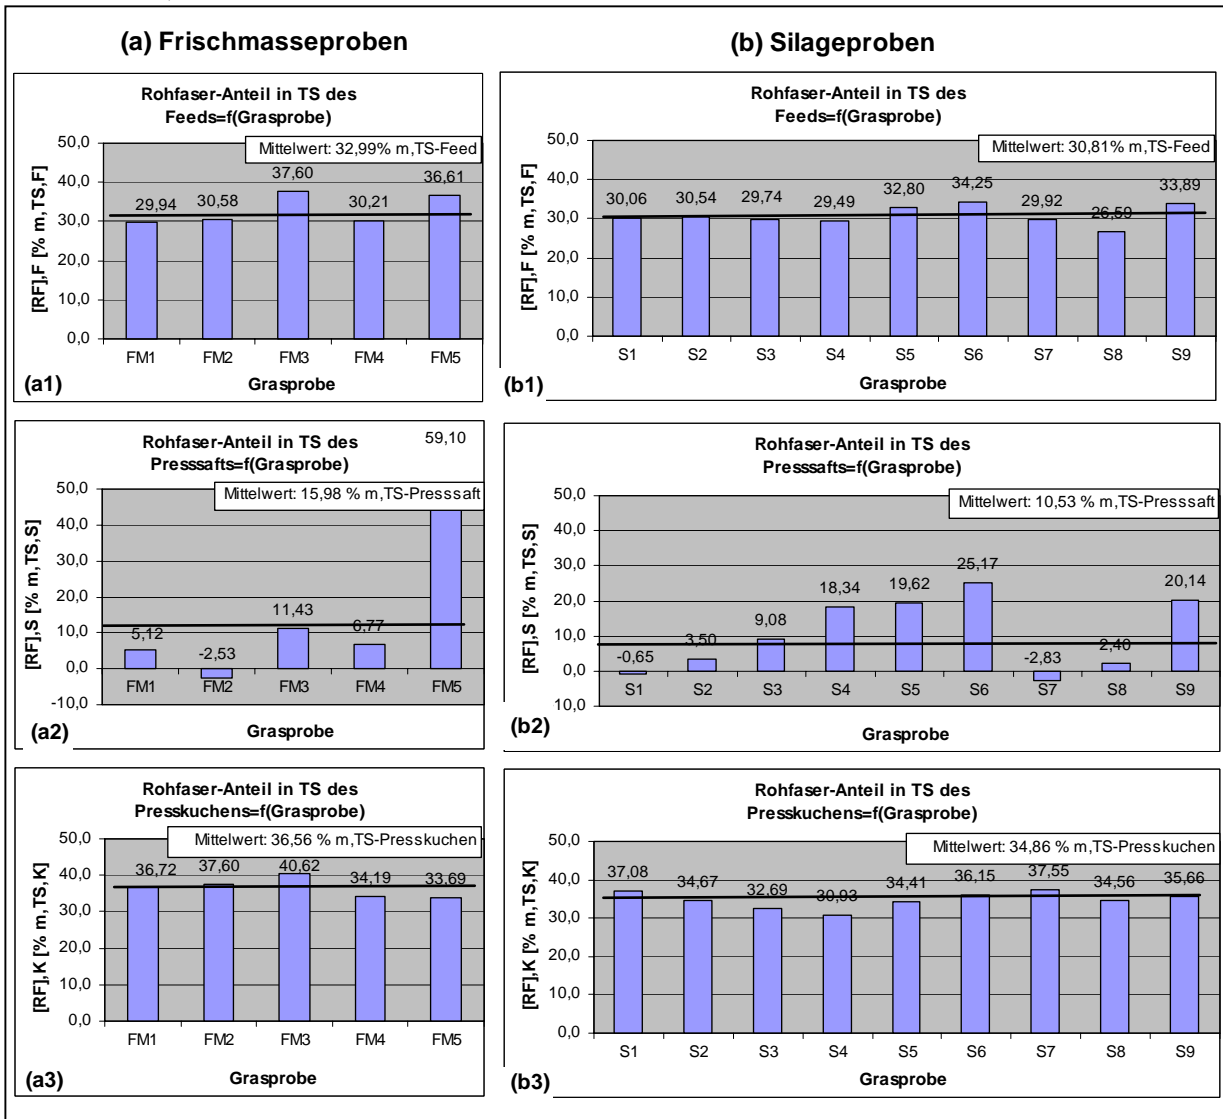 (a) Frischmasseproben
(b) Silageproben
Rohfaser-Anteil in TS des
Feeds=f(Grasprobe)
Mittelwert: 32,99% m,TS-Feed
[RF],F [% m,TS,F]
50,0
40,0
30,0
20,0
10,0
0,0
29,94
30,58
37,60
30,21
36,61
FM1
FM2
FM3
FM4
FM5
Grasprobe
(a1)
Rohfaser-Anteil in TS des
Feeds=f(Grasprobe)
Mittelwert: 30,81% m,TS-Feed
[RF],F [% m,TS,F]
50,0
40,0
30,0
20,0
10,0
0,0
30,06
30,54
29,74
29,49
32,80
34,25
29,92
26,59
33,89
S1
S2
S3
S4
S5
S6
S7
S8
S9
Grasprobe
(b1)
Rohfaser-Anteil in TS des
Presssafts=f(Grasprobe)
59,10
Mittelwert: 15,98 % m,TS-Presssaft
[RF],S [% m,TS,S]
50,0
40,0
30,0
20,0
10,0
0,0
-10,0
5,12
-2,53
11,43
6,77
FM1
FM2
FM3
FM4
FM5
Grasprobe
(a2)
Rohfaser-Anteil in TS des
Presssafts=f(Grasprobe)
Mittelwert: 10,53 % m,TS-Presssaft
[RF],S [% m,TS,S]
50,0
40,0
30,0
20,0
10,0
0,0
10,0
-0,65
3,50
9,08
18,34
19,62
25,17
-2,83
2,40
20,14
S1
S2
S3
S4
S5
S6
S7
S8
S9
Grasprobe
(b2)
Rohfaser-Anteil in TS des
Presskuchens=f(Grasprobe)
Mittelwert: 36,56 % m,TS-Presskuchen
[RF],K [% m,TS,K]
50,0
40,0
30,0
20,0
10,0
0,0
36,72
37,60
40,62
34,19
33,69
FM1
FM2
FM3
FM4
FM5
Grasprobe
(a3)
Rohfaser-Anteil in TS des
Presskuchens=f(Grasprobe)
Mittelwert: 34,86 % m,TS-Presskuchen
[RF],K [% m,TS,K]
50,0
40,0
30,0
20,0
10,0
0,0
37,08
34,67
32,69
30,93
34,41
36,15
37,55
34,56
35,66
S1
S2
S3
S4
S5
S6
S7
S8
S9
Grasprobe
(b3)